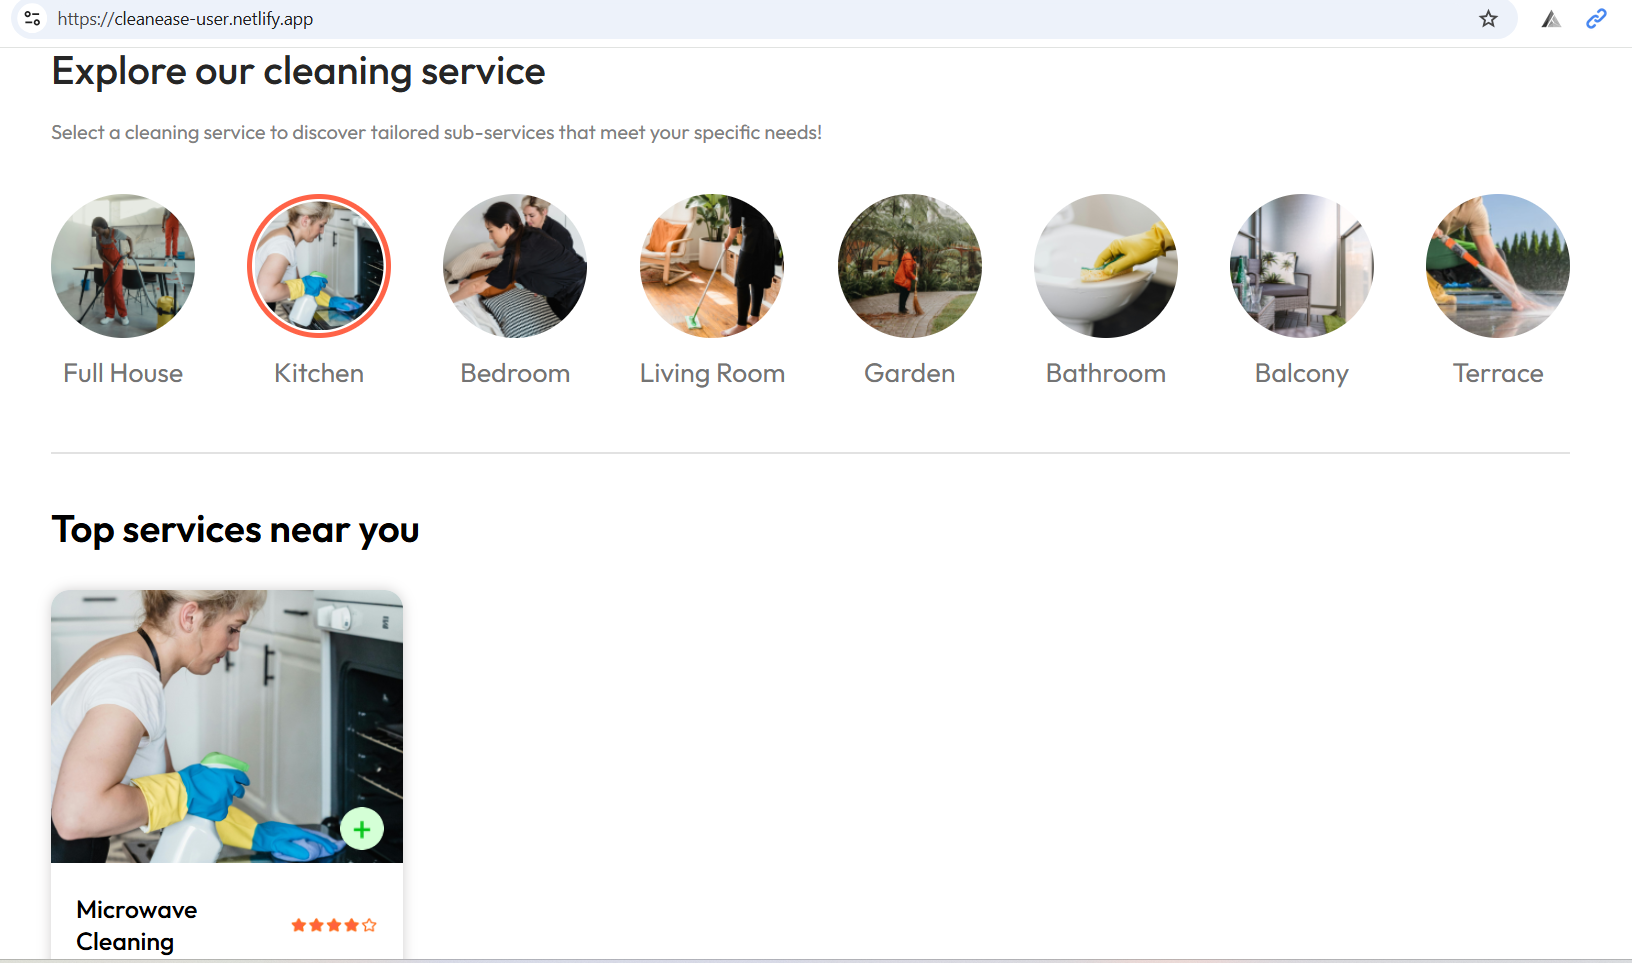 https://cleanease-user.netlify.app
Explore our cleaning service
Select a cleaning service to discover tailored sub-services that meet your specific needs!
Full House
Kitchen
Bedroom
Living Room
Garden
Bathroom
Balcony
Terrace
Top services near you
Microwave
Cleaning